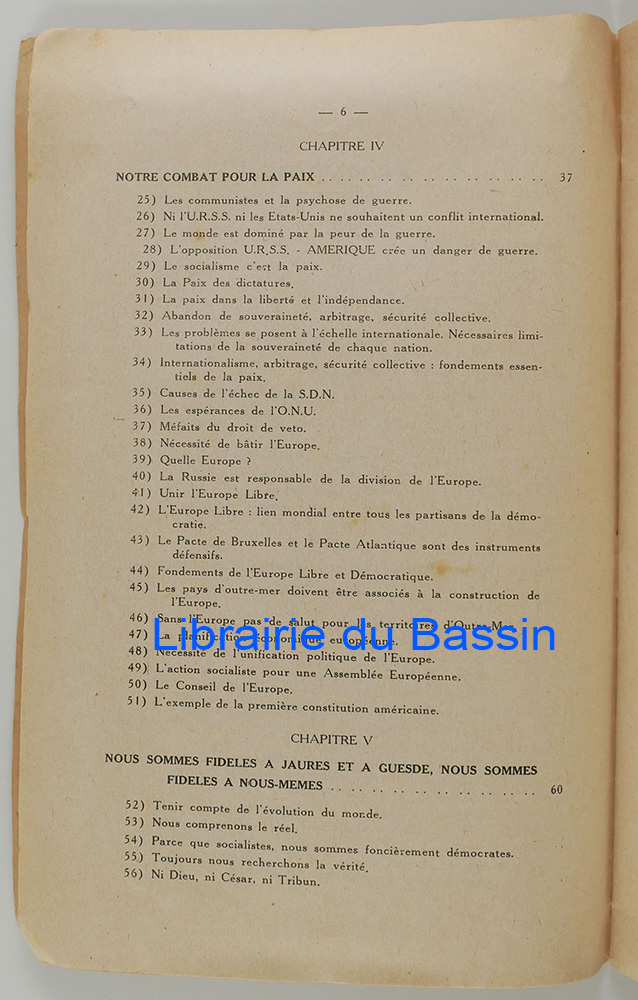 — 6 —
CHAPITRE IV
NOTRE COMBAT POUR LA PAIX .. .. .. .. .. .. .. .. .. .. .. 37
25) Les communistes et la psychose de guerre.
26) Ni l'U.R.S.S. ni les Etats-Unis ne souhaitent un conflit international.
27) Le monde est dominé par la peur de la guerre.
28) L'opposition U.R.S.S. - AMERIQUE crée un danger de guerre.
29) Le socialisme c'est la paix.
30) La Paix des dictatures.
31) La paix dans la liberté et l'indépendance.
32) Abandon de souveraineté, arbitrage, sécurité collective.
33) Les problèmes se posent à l'échelle internationale. Nécessaires limi-
tations de la souveraineté de chaque nation.
34) Internationalisme, arbitrage, sécurité collective : fondements essen-
tiels de la paix.
35) Causes de l'échec de la S.D.N.
36) Les espérances de l'O.N.U.
37) Méfaits du droit de veto.
38) Nécessité de bâtir l'Europe.
39) Quelle Europe ?
40) La Russie est responsable de la division de l'Europe.
41) Unir l'Europe Libre.
42) L'Europe Libre : lien mondial entre tous les partisans de la démo-
cratie.
43) Le Pacte de Bruxelles et le Pacte Atlantique sont des instruments
défensifs.
44) Fondements de l'Europe Libre et Démocratique.
45) Les pays d'outre-mer doivent être associés à la construction de
l'Europe.
46) Sans l'Europe pas de salut pour les territoires d'Outre-Mer.
Librairie du Bassin
47) La planification économique européenne.
48) Nécessité de l'unification politique de l'Europe.
49) L'action socialiste pour une Assemblée Européenne.
50) Le Conseil de l'Europe.
51) L'exemple de la première constitution américaine.
CHAPITRE V
NOUS SOMMES FIDELES A JAURES ET A GUESDE, NOUS SOMMES
FIDELES A NOUS-MEMES .. .. .. .. .. .. .. .. .. .. 60
52) Tenir compte de l'évolution du monde.
53) Nous comprenons le réel.
54) Parce que socialistes, nous sommes foncièrement démocrates.
55) Toujours nous recherchons la vérité.
56) Ni Dieu, ni César, ni Tribun.